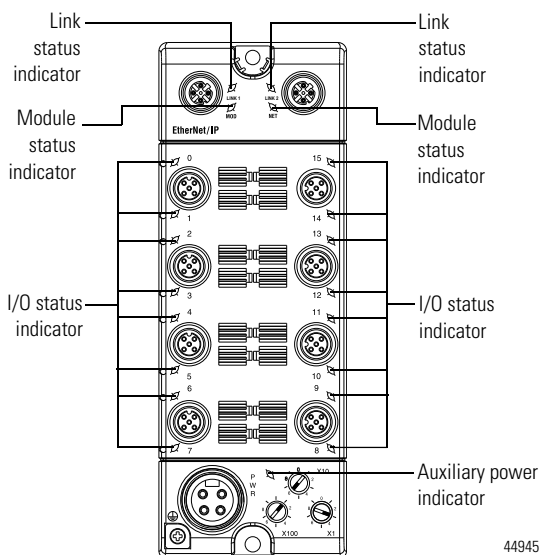 Link
status
indicator
Link
status
indicator
LINK 1
LINK 2
MOD
NET
Module
status
indicator
Module
status
indicator
EtherNet/IP
0
15
1
14
2
13
I/O status
indicator
3
12
I/O status
indicator
4
11
5
10
6
9
7
8
P
W
R
X10
X100
X1
Auxiliary power
indicator
44945